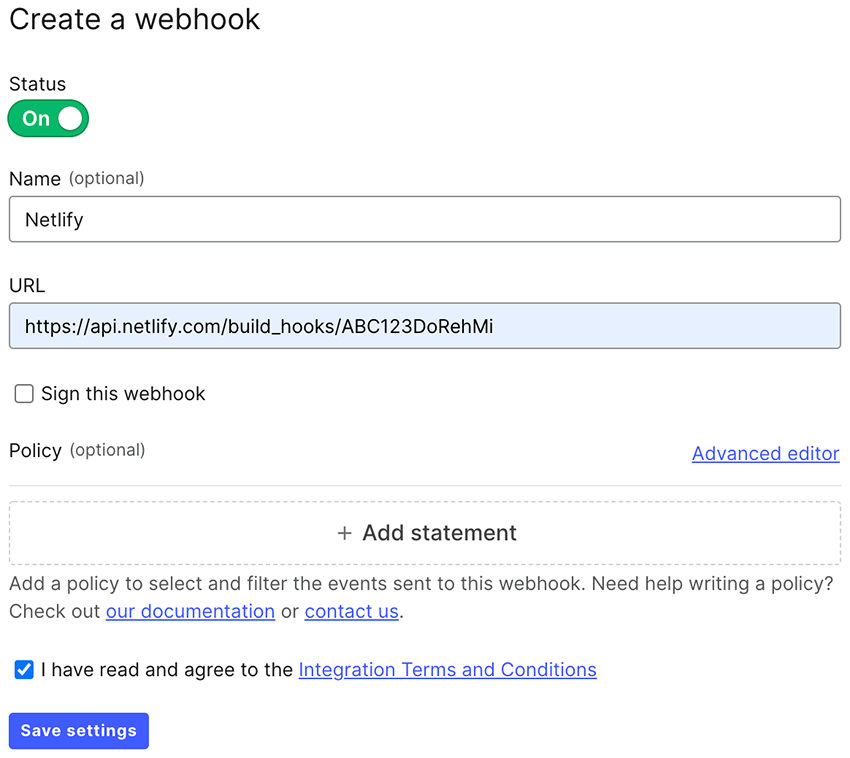 Create a webhook
Status
On
Name (optional)
Netlify
URL
https://api.netlify.com/build_hooks/ABC123DoRehMi
Sign this webhook
Policy (optional)
Advanced editor
+ Add statement
Add a policy to select and filter the events sent to this webhook. Need help writing a policy?
Check out our documentation or contact us.
I have read and agree to the Integration Terms and Conditions
Save settings